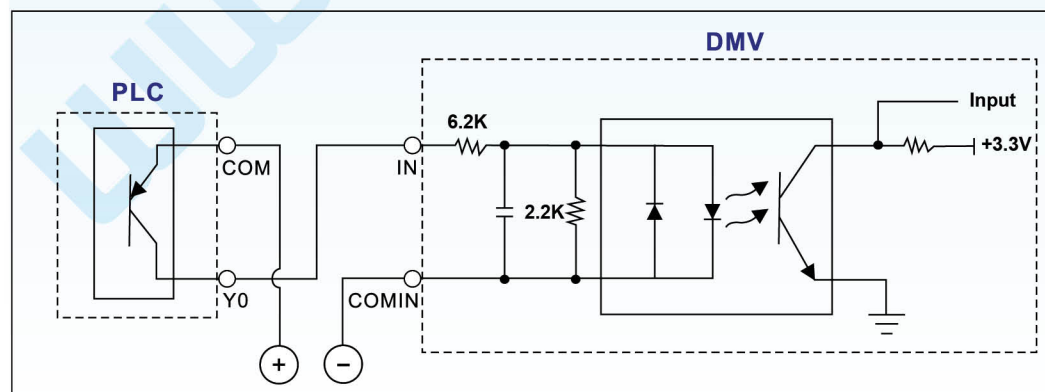 DMV
PLC
Input
6.2K
+3.3V
COM
IN
2.2K
Y0
COMIN
+
-